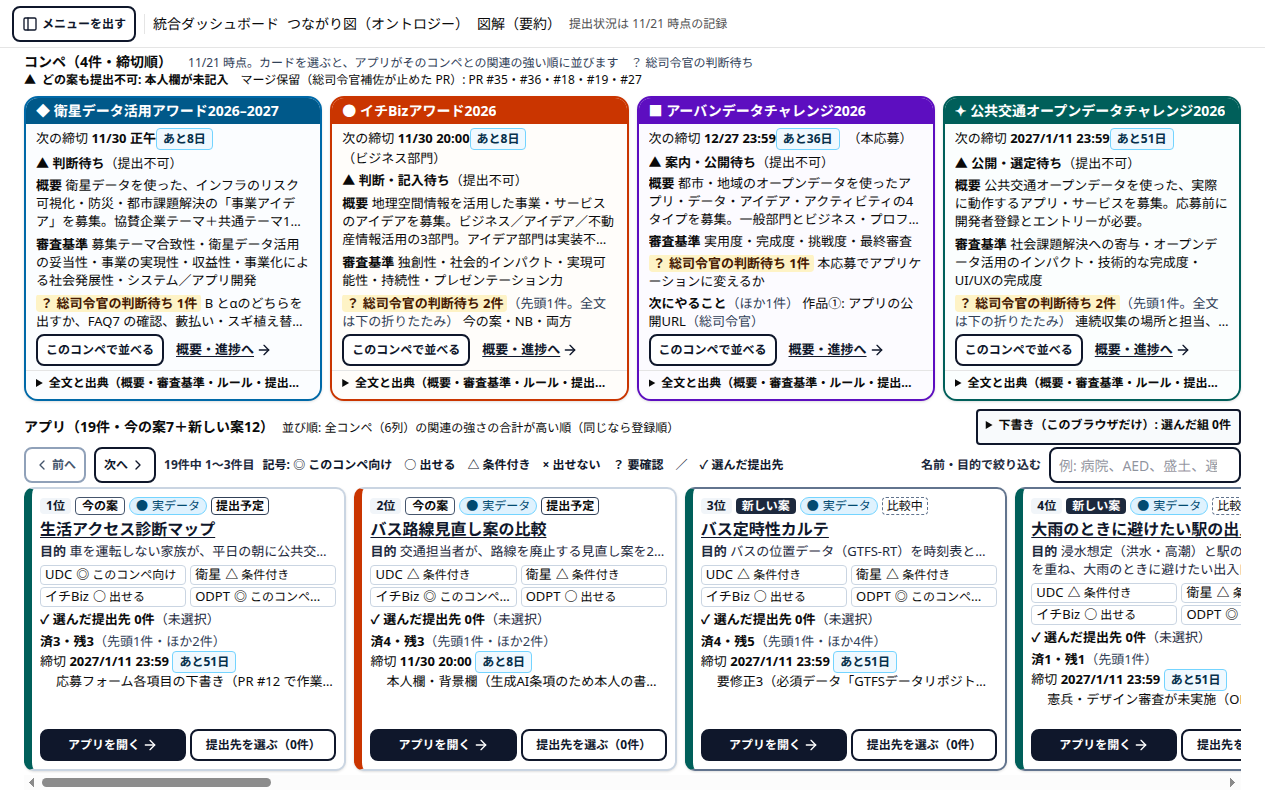 メニューを出す 統合ダッシュボード つながり図（オントロジー） 図解（要約） 提出状況は 11/21 時点の記録
コンペ（4件・締切順） 11/21 時点。カードを選ぶと、アプリがそのコンペとの関連の強い順に並びます ？ 総司令官の判断待ち
▲ どの案も提出不可: 本人欄が未記入 マージ保留（総司令官補佐が止めた PR）: PR #35・#36・#18・#19・#27
◆ 衛星データ活用アワード2026–2027
次の締切 11/30 正午 あと8日
▲ 判断待ち（提出不可）
概要 衛星データを使った、インフラのリスク
可視化・防災・都市課題解決の「事業アイデ
ア」を募集。協賛企業テーマ＋共通テーマ1…
審査基準 募集テーマ合致性・衛星データ活用
の妥当性・事業の実現性・収益性・事業化によ
る社会発展性・システム／アプリ開発
？ 総司令官の判断待ち 1件 B とαのどちらを
出すか、FAQ7 の確認、藪払い・スギ植え替…
このコンペで並べる 概要・進捗へ →
▶ 全文と出典（概要・審査基準・ルール・提出…
● イチBizアワード2026
次の締切 11/30 20:00 あと8日
（ビジネス部門）
▲ 判断・記入待ち（提出不可）
概要 地理空間情報を活用した事業・サービス
のアイデアを募集。ビジネス／アイデア／不動
産情報活用の3部門。アイデア部門は実装不…
審査基準 独創性・社会的インパクト・実現可
能性・持続性・プレゼンテーション力
？ 総司令官の判断待ち 2件 （先頭1件。全文
は下の折りたたみ） 今の案・NB・両方
このコンペで並べる 概要・進捗へ →
▶ 全文と出典（概要・審査基準・ルール・提出…
■ アーバンデータチャレンジ2026
次の締切 12/27 23:59 あと36日 （本応募）
▲ 案内・公開待ち（提出不可）
概要 都市・地域のオープンデータを使ったア
プリ・データ・アイデア・アクティビティの4
タイプを募集。一般部門とビジネス・プロフ…
審査基準 実用度・完成度・挑戦度・最終審査
？ 総司令官の判断待ち 1件 本応募でアプリケ
ーションに変えるか
次にやること（ほか1件） 作品①: アプリの公
開URL（総司令官）
このコンペで並べる 概要・進捗へ →
▶ 全文と出典（概要・審査基準・ルール・提出…
✦ 公共交通オープンデータチャレンジ2026
次の締切 2027/1/11 23:59 あと51日
▲ 公開・選定待ち（提出不可）
概要 公共交通オープンデータを使った、実際
に動作するアプリ・サービスを募集。応募前に
開発者登録とエントリーが必要。
審査基準 社会課題解決への寄与・オープンデ
ータ活用のインパクト・技術的な完成度・
UI/UXの完成度
？ 総司令官の判断待ち 2件 （先頭1件。全文
は下の折りたたみ） 連続収集の場所と担当、…
このコンペで並べる 概要・進捗へ →
▶ 全文と出典（概要・審査基準・ルール・提出…
アプリ（19件・今の案7＋新しい案12） 並び順: 全コンペ（6列）の関連の強さの合計が高い順（同じなら登録順） ▶ 下書き（このブラウザだけ）: 選んだ組 0件
前へ 次へ 19件中 1～3件目 記号: ◎ このコンペ向け ○ 出せる △ 条件付き × 出せない ？ 要確認 ／ ✓ 選んだ提出先 名前・目的で絞り込む 例: 病院、AED、盛土、遅
1位 今の案 ● 実データ 提出予定
生活アクセス診断マップ
目的 車を運転しない家族が、平日の朝に公共交…
UDC ◎ このコンペ向け 衛星 △ 条件付き
イチBiz ○ 出せる ODPT ◎ このコンペ…
✓ 選んだ提出先 0件（未選択）
済3・残3（先頭1件・ほか2件）
締切 2027/1/11 23:59 あと51日
応募フォーム各項目の下書き（PR #12 で作業…
アプリを開く → 提出先を選ぶ（0件）
2位 今の案 ● 実データ 提出予定
バス路線見直し案の比較
目的 交通担当者が、路線を廃止する見直し案を2…
UDC △ 条件付き 衛星 △ 条件付き
イチBiz ◎ このコンペ… ODPT ○ 出せる
✓ 選んだ提出先 0件（未選択）
済4・残3（先頭1件・ほか2件）
締切 11/30 20:00 あと8日
本人欄・背景欄（生成AI条項のため本人の書…
アプリを開く → 提出先を選ぶ（0件）
3位 新しい案 ● 実データ 比較中
バス定時性カルテ
目的 バスの位置データ（GTFS-RT）を時刻表と…
UDC △ 条件付き 衛星 △ 条件付き
イチBiz ○ 出せる ODPT ◎ このコンペ…
✓ 選んだ提出先 0件（未選択）
済4・残5（先頭1件・ほか4件）
締切 2027/1/11 23:59 あと51日
要修正3（必須データ「GTFSデータリポジト…
アプリを開く → 提出先を選ぶ（0件）
4位 新しい案 ● 実データ 比較
大雨のときに避けたい駅の出
目的 浸水想定（洪水・高潮）と駅の
を重ね、大雨のときに避けたい出入
UDC △ 条件付き 衛星 △
イチBiz ○ 出せる ODPT ◎
✓ 選んだ提出先 0件（未選択）
済1・残1（先頭1件）
締切 2027/1/11 23:59 あと51日
憲兵・デザイン審査が未実施（O
アプリを開く → 提出先を